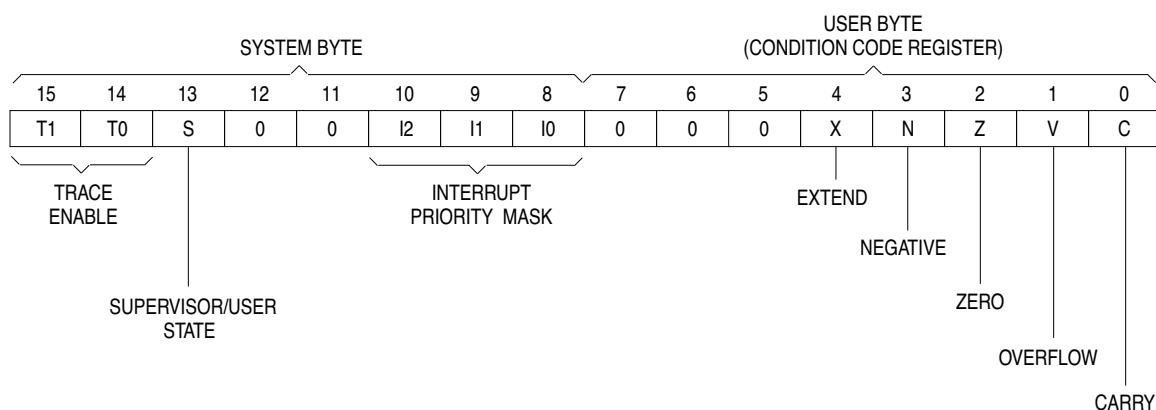 USER BYTE
SYSTEM BYTE (CONDITION CODE REGISTER)
15 14 13 12 11 10 9 8 7 6 5 4 3 2 1 0
T1 T0 S 0 0 I2 I1 I0 0 0 0 X N Z V C
TRACE
ENABLE
INTERRUPT
PRIORITY MASK
EXTEND
NEGATIVE
SUPERVISOR/USER
STATE
ZERO
OVERFLOW
CARRY